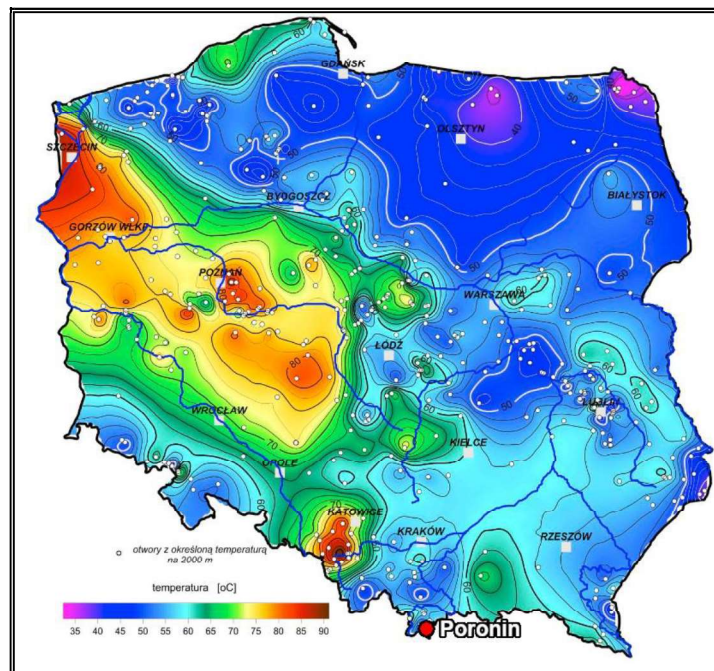 GDAŃSK
OLSZTYN
SZCZECIN
BIAŁYSTOK
BYDGOSZCZ
GORZÓW WLKP
POZNAŃ
WARSZAWA
ŁÓDŹ
LUBLIN
WROCŁAW
KIELCE
OPOLE
KATOWICE
KRAKÓW
RZESZÓW
otwory z określoną temperaturą
na 2000 m
temperatura [oC]
35 40 45 50 55 60 65 70 75 80 85 90
Poronin